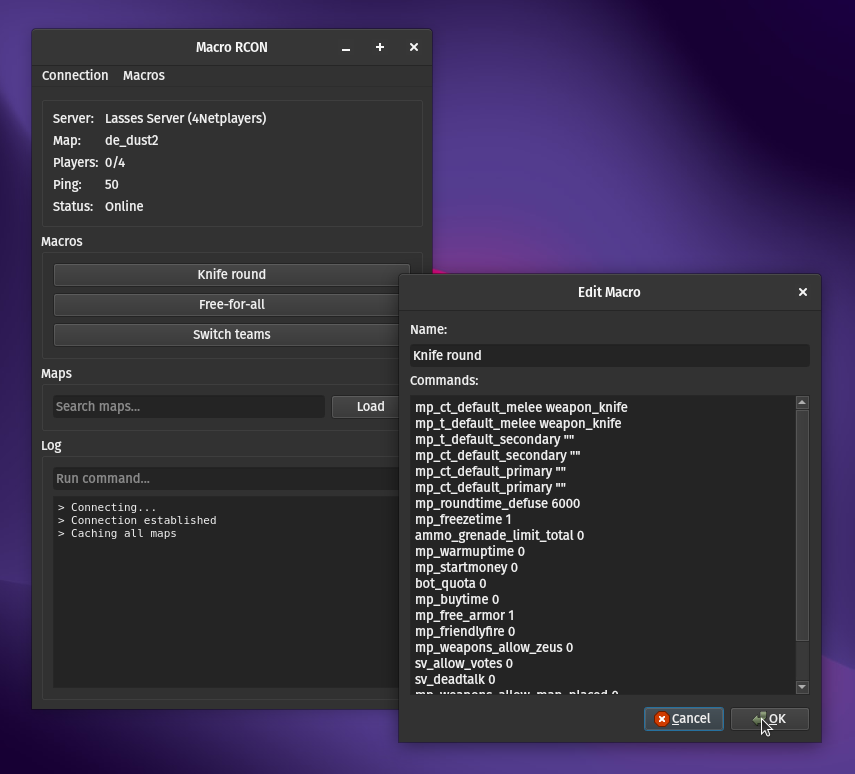 Macro RCON
Connection Macros
Server: Lasses Server (4Netplayers)
Map: de_dust2
Players: 0/4
Ping: 50
Status: Online
Macros
Knife round
Free-for-all
Switch teams
Maps
Search maps...
Load
Log
Run command...
> Connecting...
> Connection established
> Caching all maps
Edit Macro
Name:
Knife round
Commands:
mp_ct_default_melee weapon_knife
mp_t_default_melee weapon_knife
mp_t_default_secondary ""
mp_ct_default_secondary ""
mp_ct_default_primary ""
mp_ct_default_primary ""
mp_roundtime_defuse 6000
mp_freezetime 1
ammo_grenade_limit_total 0
mp_warmuptime 0
mp_startmoney 0
bot_quota 0
mp_buytime 0
mp_free_armor 1
mp_friendlyfire 0
mp_weapons_allow_zeus 0
sv_allow_votes 0
sv_deadtalk 0
mp_weapons_allow_map_placed 0
Cancel
OK